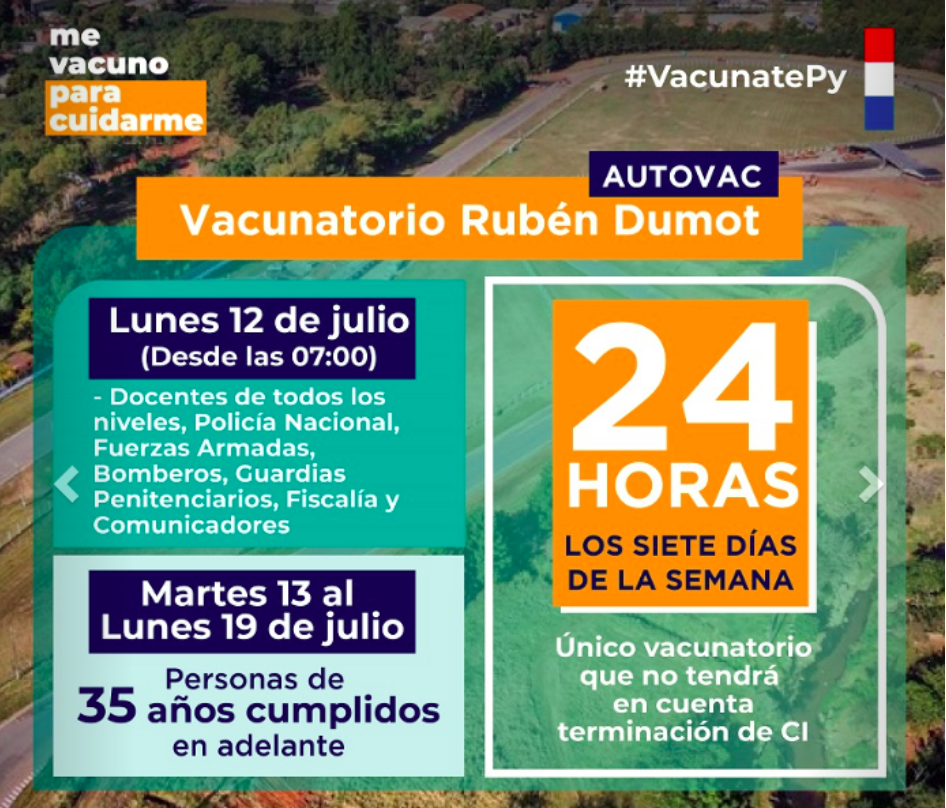 me
vacuno
para
cuidarme
#VacunatePy
AUTOVAC
Vacunatorio Rubén Dumot
Lunes 12 de julio
(Desde las 07:00)
- Docentes de todos los
niveles, Policía Nacional,
Fuerzas Armadas,
Bomberos, Guardias
Penitenciarios, Fiscalía y
Comunicadores
Martes 13 al
Lunes 19 de julio
Personas de
35 años cumplidos
en adelante
24
HORAS
LOS SIETE DÍAS
DE LA SEMANA
Único vacunatorio
que no tendrá
en cuenta
terminación de CI